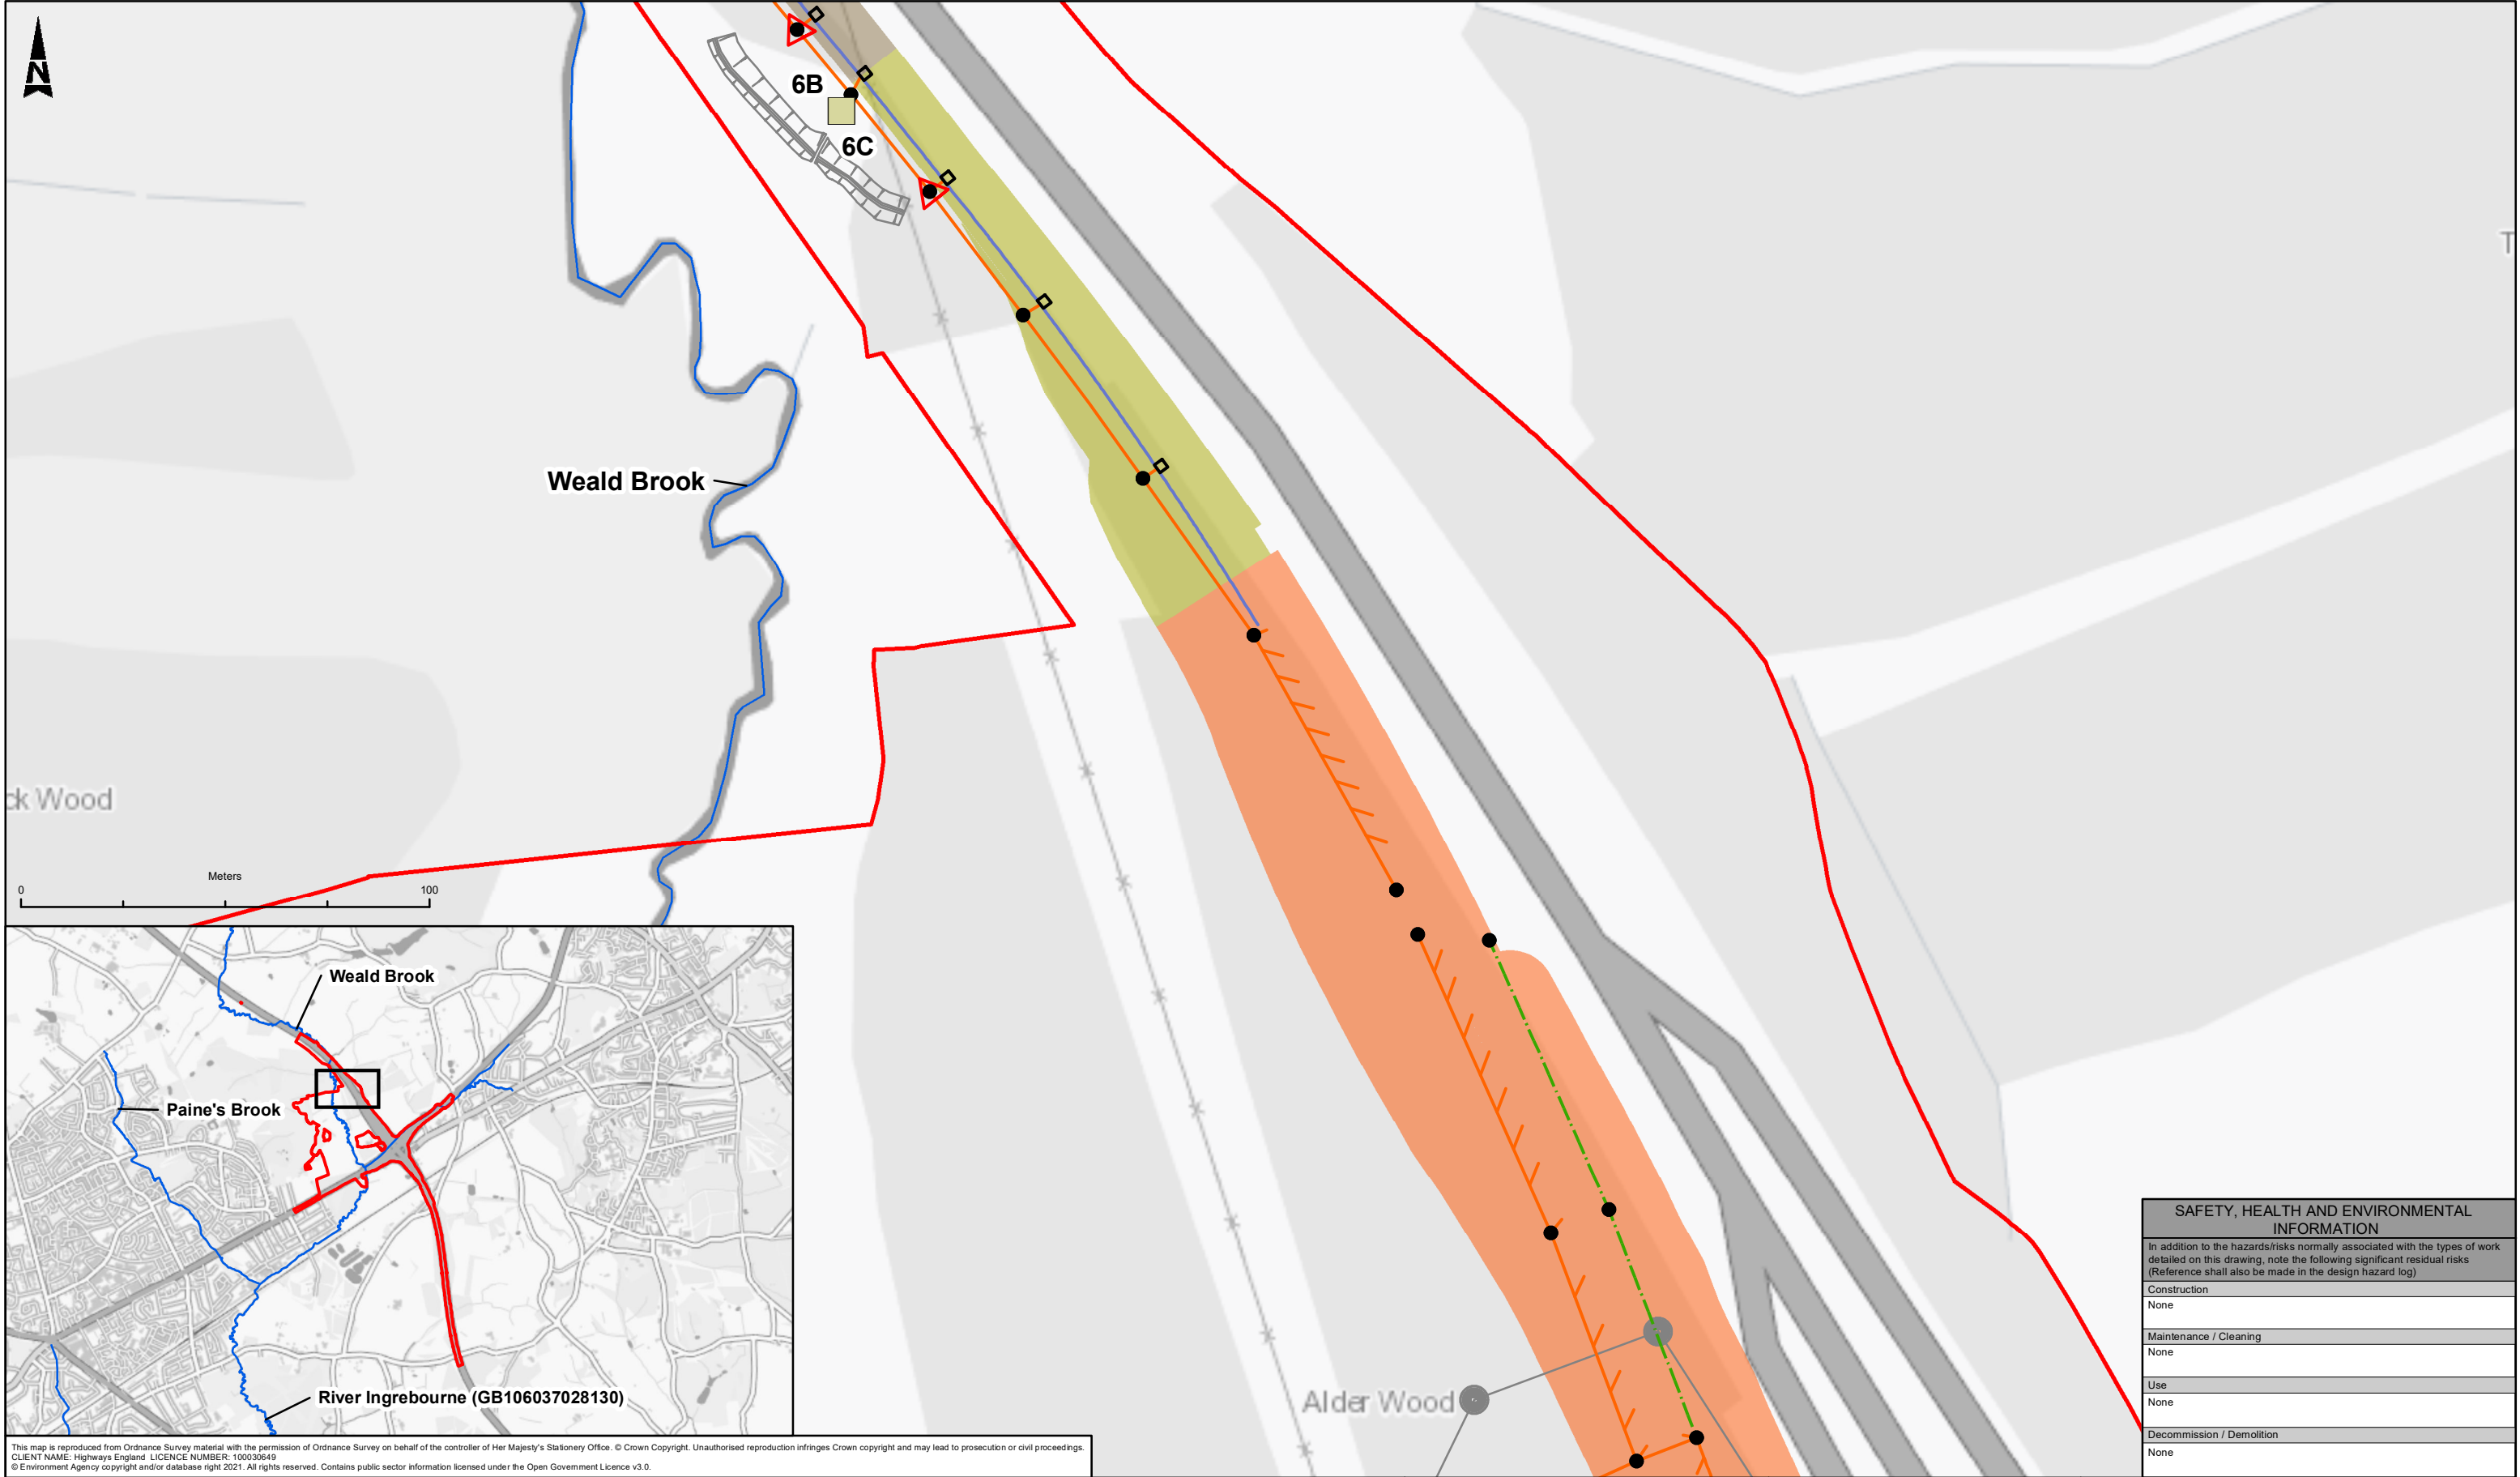 N
6B
6C
Weald Brook
ck Wood
Meters
0
100
Weald Brook
Paine's Brook
River Ingrebourne (GB106037028130)
Alder Wood
T
SAFETY, HEALTH AND ENVIRONMENTAL
INFORMATION
In addition to the hazards/risks normally associated with the types of work
detailed on this drawing, note the following significant residual risks
(Reference shall also be made in the design hazard log)
Construction
None
Maintenance / Cleaning
None
Use
None
Decommission / Demolition
None
This map is reproduced from Ordnance Survey material with the permission of Ordnance Survey on behalf of the controller of Her Majesty's Stationery Office. © Crown Copyright. Unauthorised reproduction infringes Crown copyright and may lead to prosecution or civil proceedings.
CLIENT NAME: Highways England LICENCE NUMBER: 100030649
© Environment Agency copyright and/or database right 2021. All rights reserved. Contains public sector information licensed under the Open Government Licence v3.0.